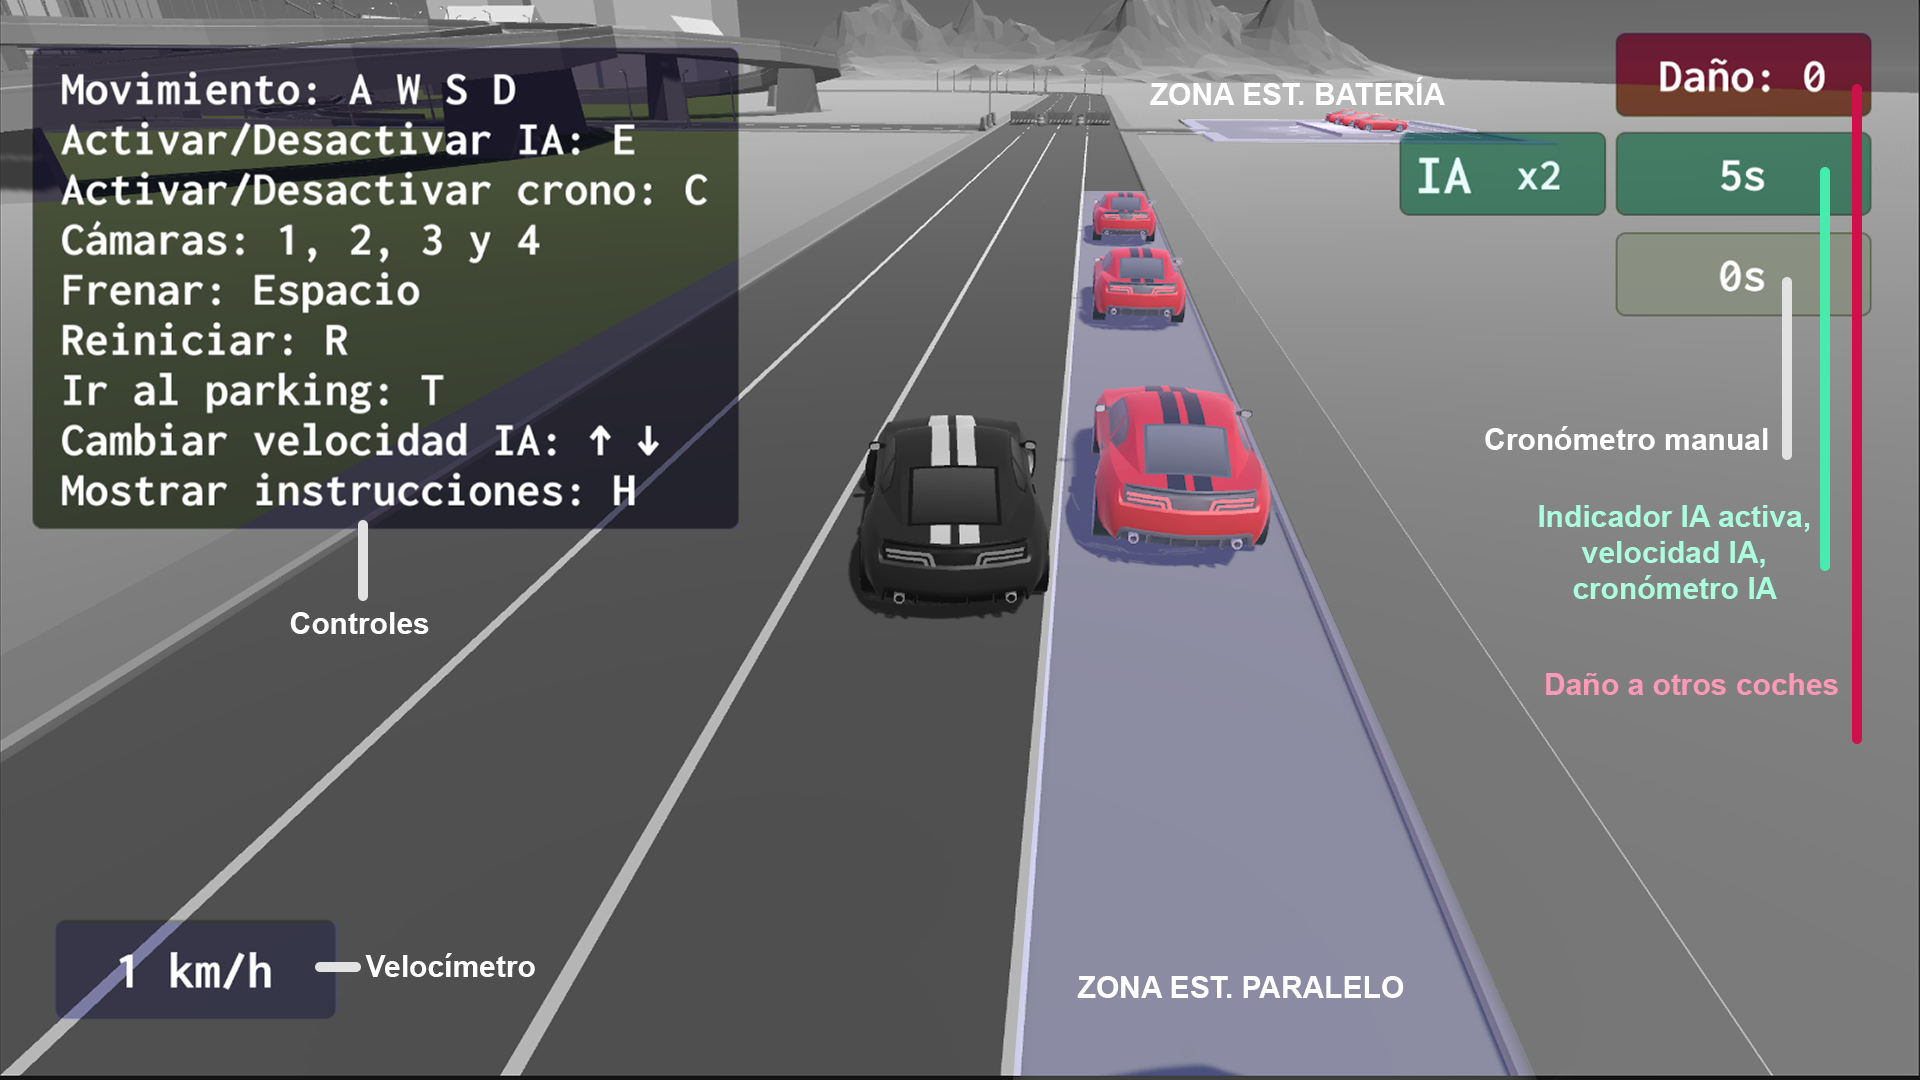 Movimiento: A W S D
Activar/Desactivar IA: E
Activar/Desactivar crono: C
Cámaras: 1, 2, 3 y 4
Frenar: Espacio
Reiniciar: R
Ir al parking: T
Cambiar velocidad IA: ↑ ↓
Mostrar instrucciones: H
Controles
1 km/h
Velocímetro
ZONA EST. BATERÍA
ZONA EST. PARALELO
Daño: 0
IA x2
5s
0s
Cronómetro manual
Indicador IA activa,
velocidad IA,
cronómetro IA
Daño a otros coches